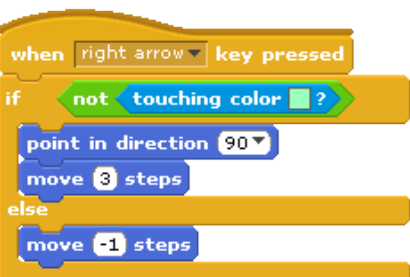 when right arrow key pressed
if not touching color ?
point in direction 90
move 3 steps
else
move -1 steps